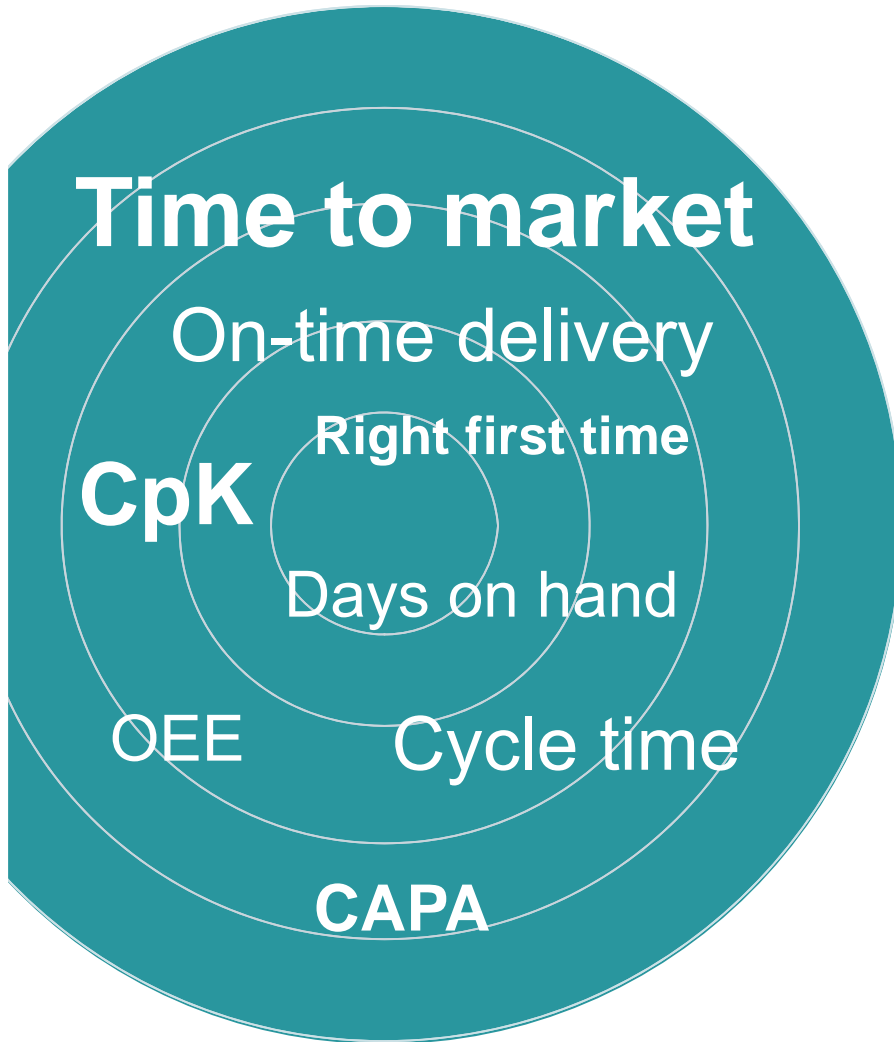 Time to market
On-time delivery
Right first time
CpK
Days on hand
OEE
Cycle time
CAPA